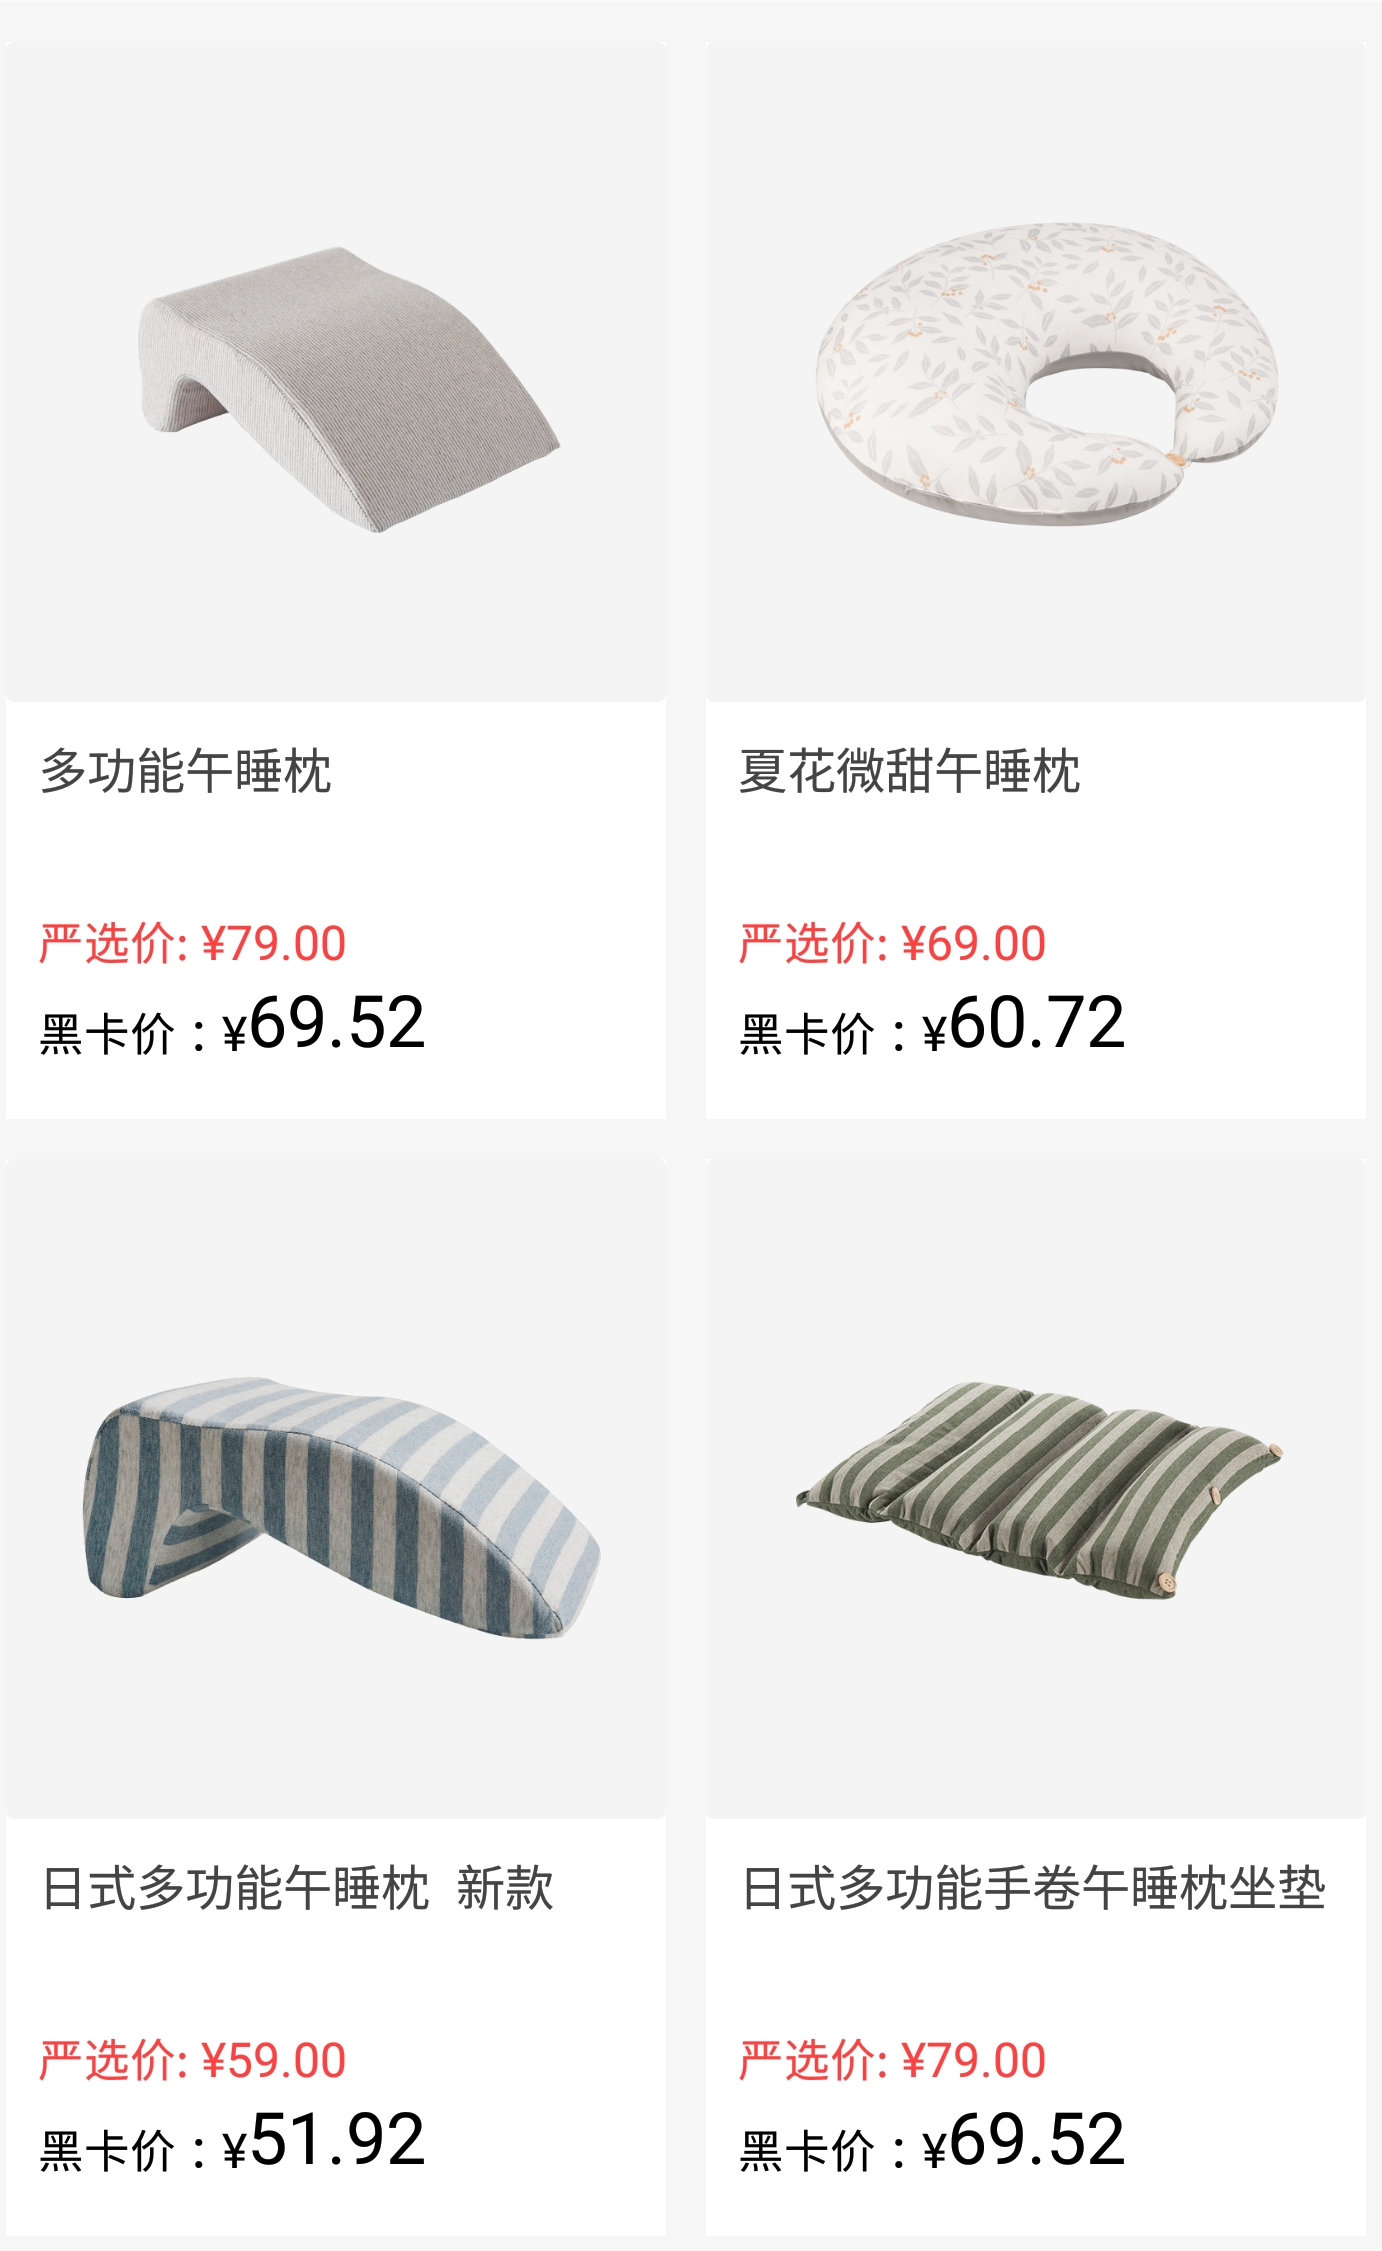 多功能午睡枕
严选价: ¥79.00
黑卡价：¥69.52
夏花微甜午睡枕
严选价: ¥69.00
黑卡价：¥60.72
日式多功能午睡枕 新款
严选价: ¥59.00
黑卡价：¥51.92
日式多功能手卷午睡枕坐垫
严选价: ¥79.00
黑卡价：¥69.52